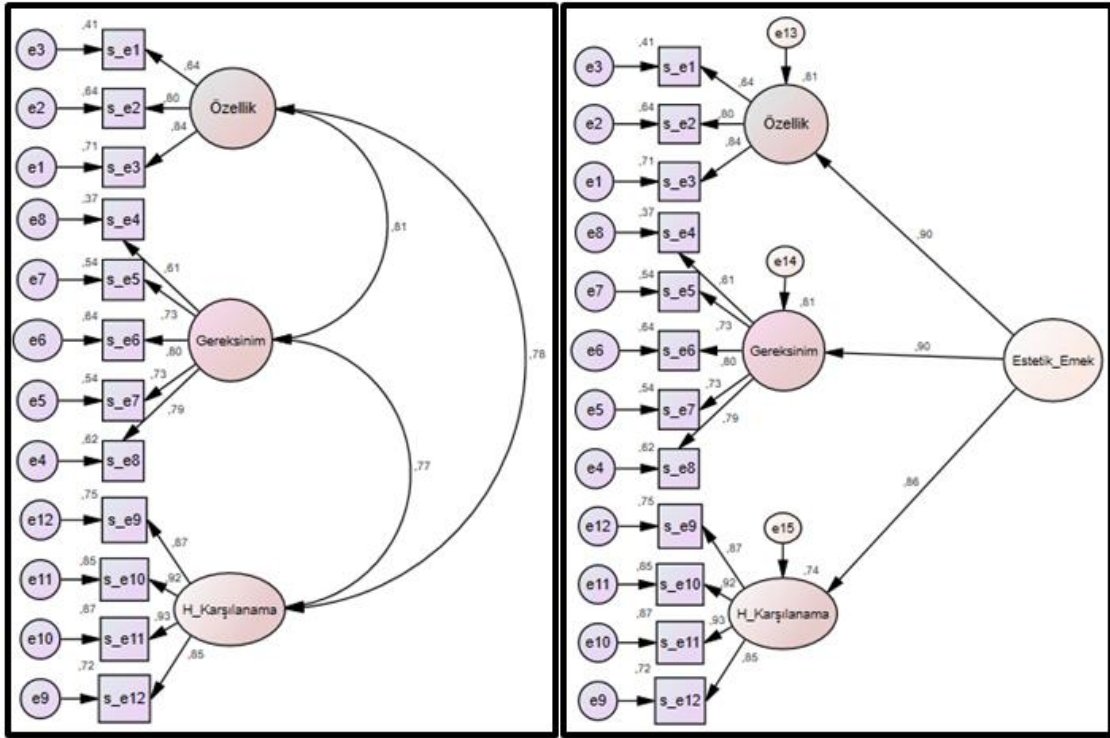 e3
,41
s_e1
,64
e2
,64
s_e2
,80
Özellik
e1
,71
s_e3
,84
e8
,37
s_e4
,61
e7
,54
s_e5
,73
e6
,64
s_e6
,80
Gereksinim
e5
,54
s_e7
,73
e4
,62
s_e8
,79
e12
,75
s_e9
,87
e11
,85
s_e10
,92
H_Karşılanama
e10
,87
s_e11
,93
e9
,72
s_e12
,85
,81
,78
,77
e13
,81
e3
,41
s_e1
,64
e2
,64
s_e2
,80
Özellik
e1
,71
s_e3
,84
,90
e8
,37
s_e4
,61
e14
,81
e7
,54
s_e5
,73
e6
,64
s_e6
,80
Gereksinim
,90
Estetik_Emek
e5
,54
s_e7
,73
e4
,62
s_e8
,79
,86
e12
,75
s_e9
,87
e15
,74
e11
,85
s_e10
,92
H_Karşılanama
e10
,87
s_e11
,93
e9
,72
s_e12
,85